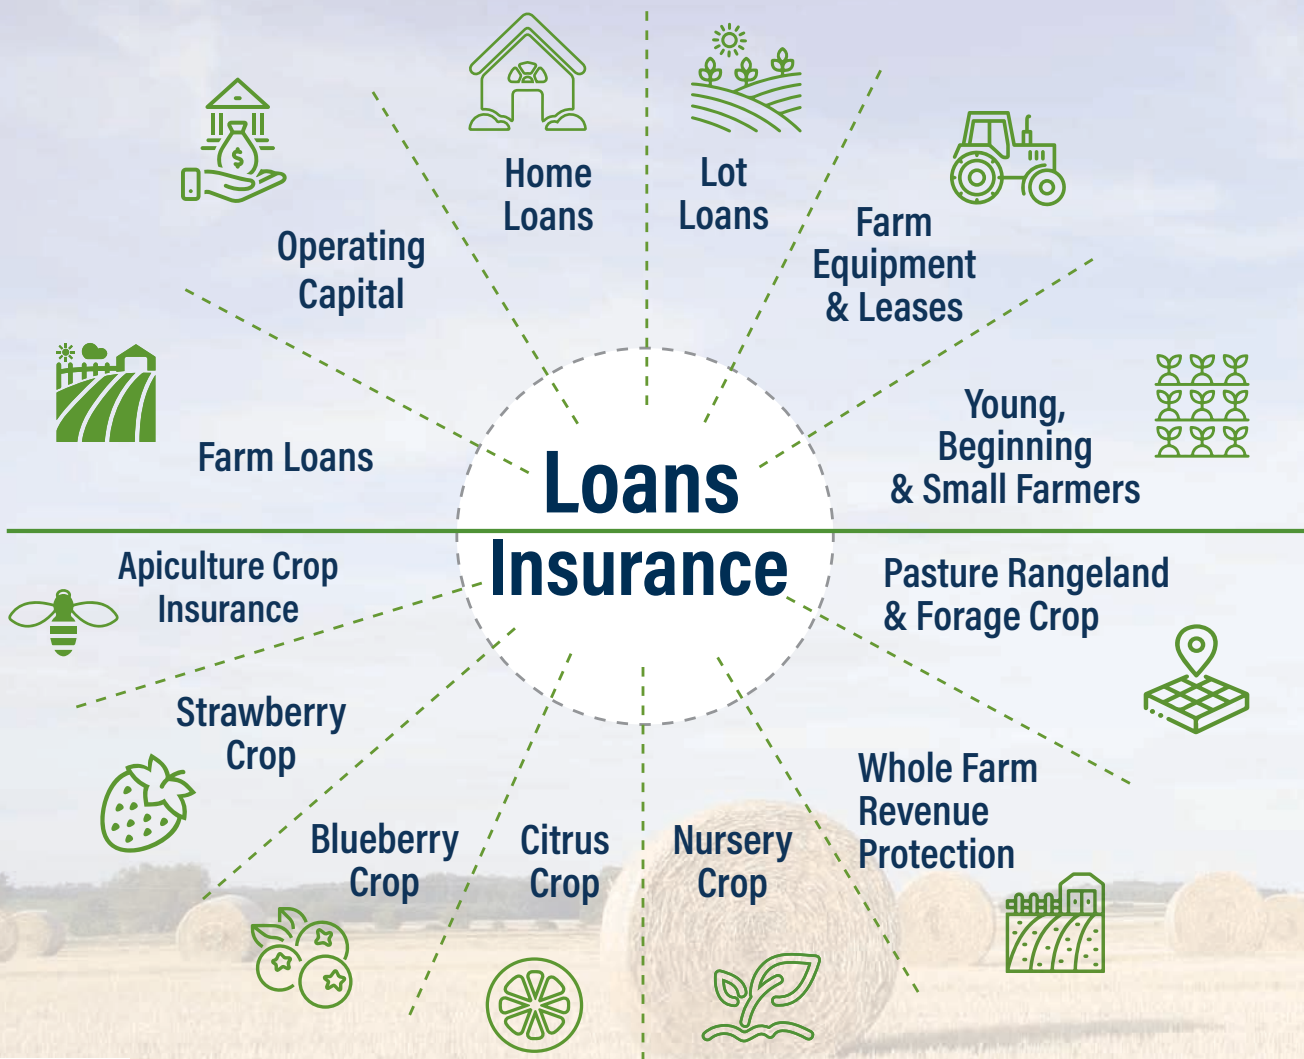 Home
Loans
Lot
Loans
Operating
Capital
Farm
Equipment
& Leases
Farm Loans
Young,
Beginning
& Small Farmers
Loans
Insurance
Apiculture Crop
Insurance
Pasture Rangeland
& Forage Crop
Strawberry
Crop
Whole Farm
Revenue
Protection
Blueberry
Crop
Citrus
Crop
Nursery
Crop
$